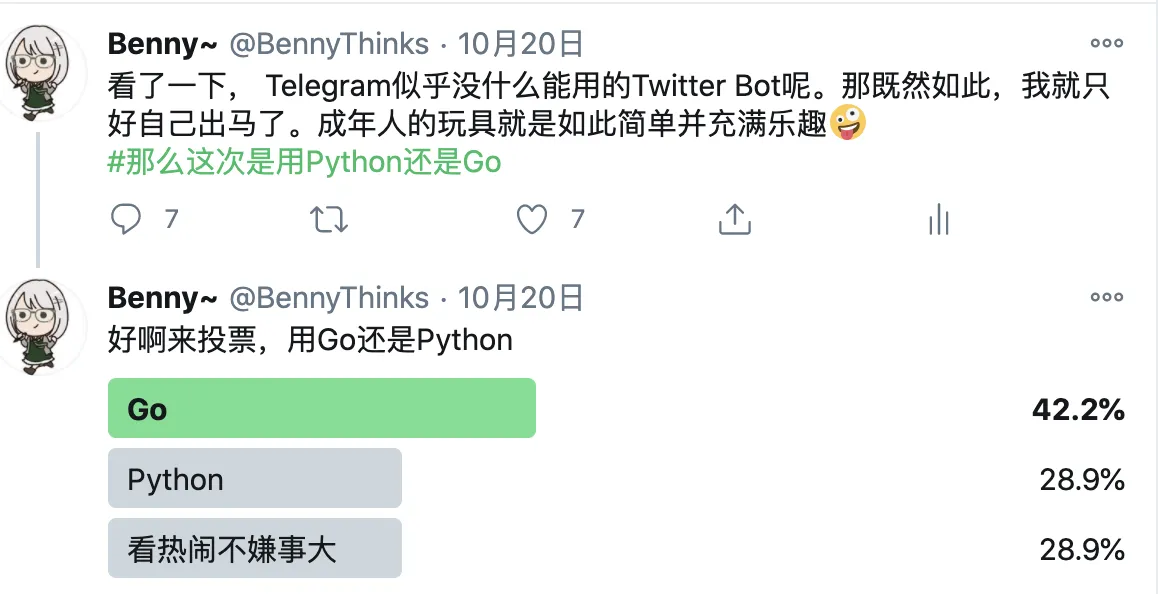 Benny~ @BennyThinks · 10月20日
看了一下， Telegram似乎没什么能用的Twitter Bot呢。那既然如此，我就只
好自己出马了。成年人的玩具就是如此简单并充满乐趣🤪
#那么这次是用Python还是Go
7 7
Benny~ @BennyThinks · 10月20日
好啊来投票，用Go还是Python
Go 42.2%
Python 28.9%
看热闹不嫌事大 28.9%